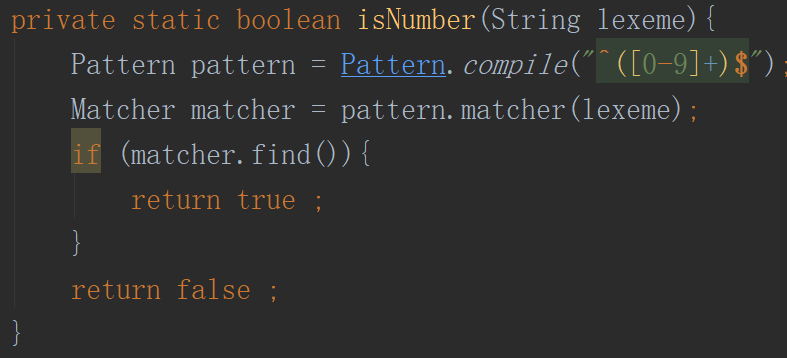 private static boolean isNumber(String lexeme){
    Pattern pattern = Pattern.compile("^([0-9]+)$");
    Matcher matcher = pattern.matcher(lexeme);
    if (matcher.find()){
        return true ;
    }
    return false ;
}